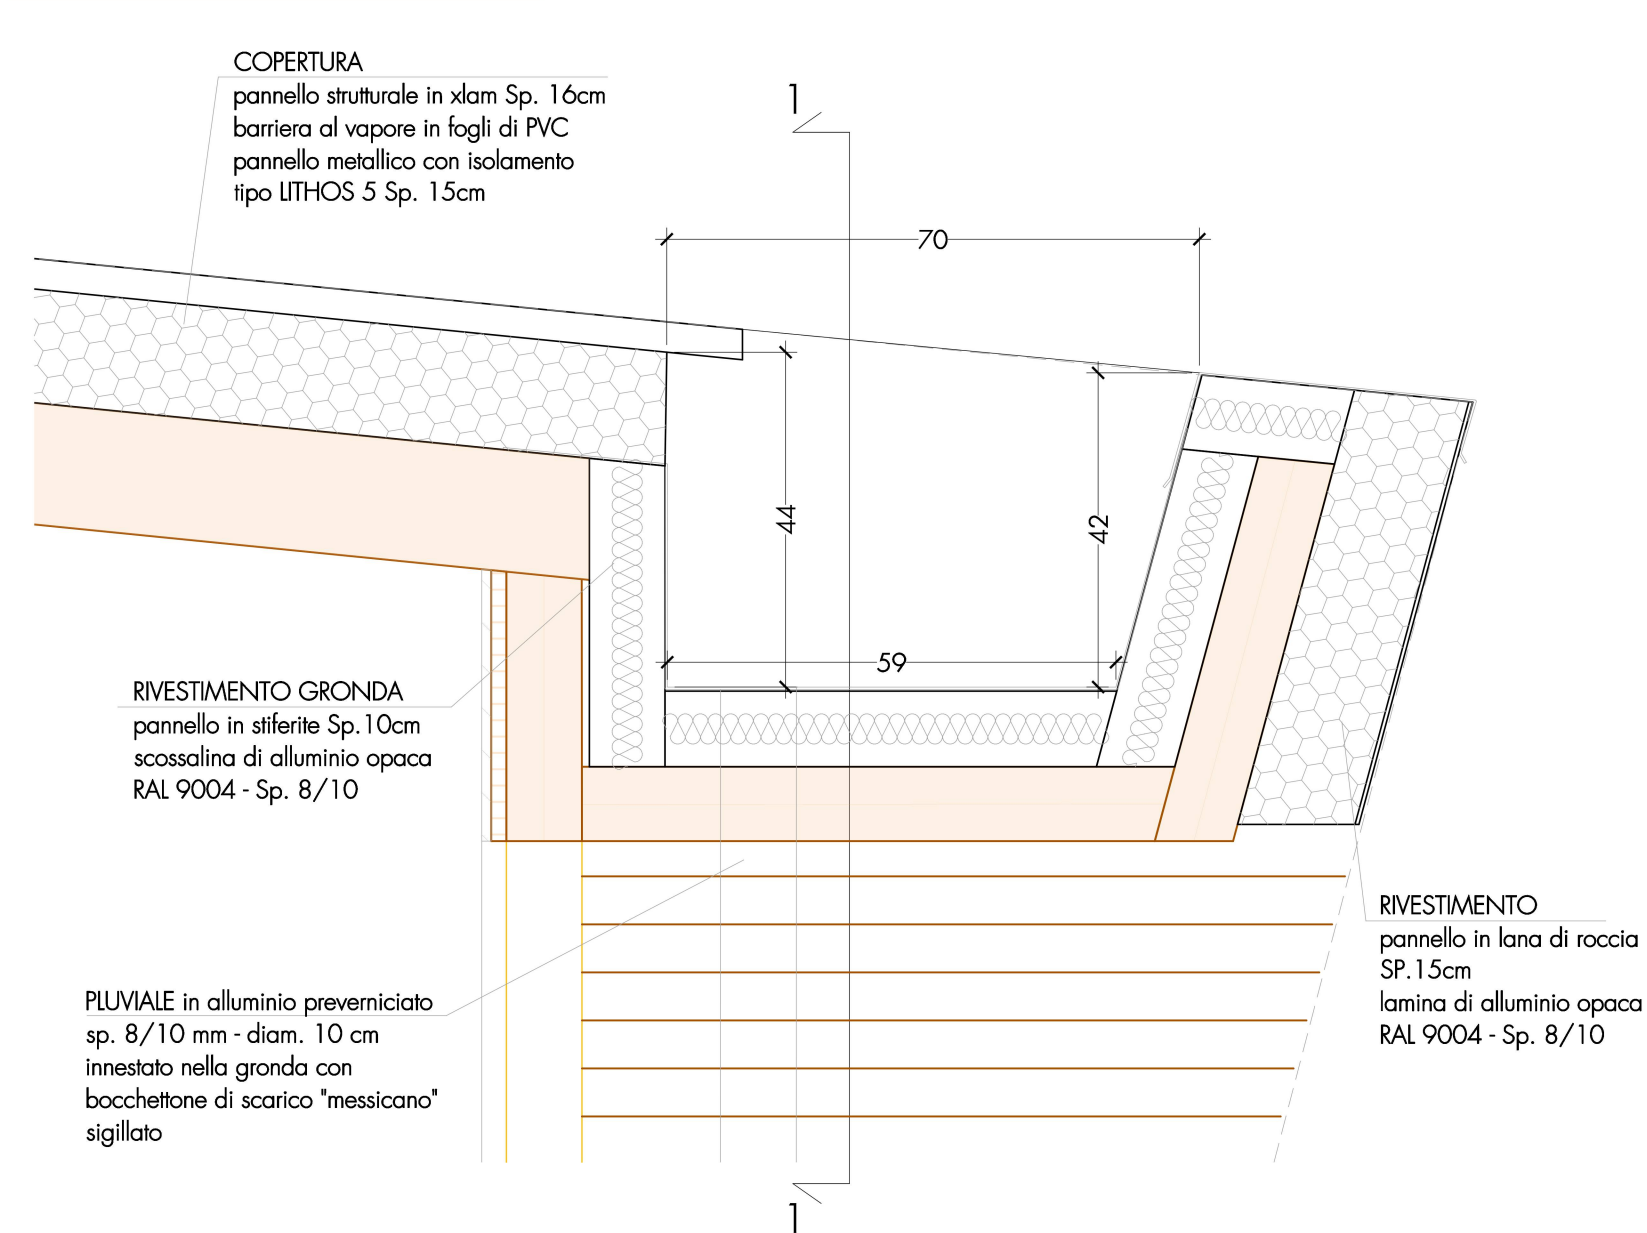 COPERTURA
pannello strutturale in xlam Sp. 16cm
barriera al vapore in fogli di PVC
pannello metallico con isolamento
tipo LITHOS 5 Sp. 15cm
1
70
44
42
59
RIVESTIMENTO GRONDA
pannello in stiferite Sp.10cm
scossalina di alluminio opaca
RAL 9004 - Sp. 8/10
RIVESTIMENTO
pannello in lana di roccia
SP.15cm
lamina di alluminio opaca
RAL 9004 - Sp. 8/10
PLUVIALE in alluminio preverniciato
sp. 8/10 mm - diam. 10 cm
innestato nella gronda con
bocchettone di scarico "messicano"
sigillato
1